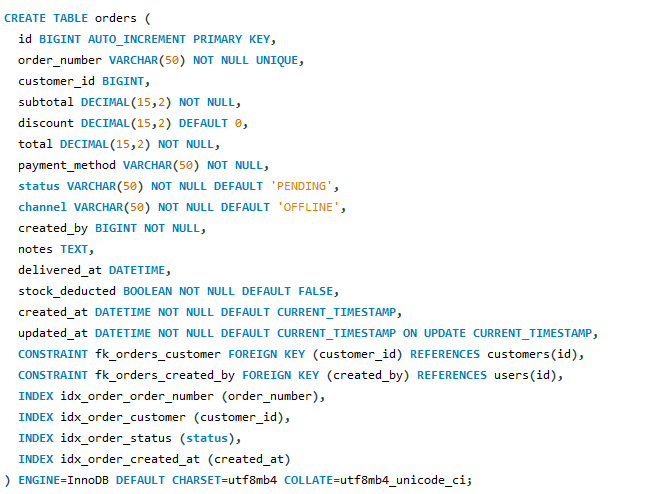 CREATE TABLE orders (
  id BIGINT AUTO_INCREMENT PRIMARY KEY,
  order_number VARCHAR(50) NOT NULL UNIQUE,
  customer_id BIGINT,
  subtotal DECIMAL(15,2) NOT NULL,
  discount DECIMAL(15,2) DEFAULT 0,
  total DECIMAL(15,2) NOT NULL,
  payment_method VARCHAR(50) NOT NULL,
  status VARCHAR(50) NOT NULL DEFAULT 'PENDING',
  channel VARCHAR(50) NOT NULL DEFAULT 'OFFLINE',
  created_by BIGINT NOT NULL,
  notes TEXT,
  delivered_at DATETIME,
  stock_deducted BOOLEAN NOT NULL DEFAULT FALSE,
  created_at DATETIME NOT NULL DEFAULT CURRENT_TIMESTAMP,
  updated_at DATETIME NOT NULL DEFAULT CURRENT_TIMESTAMP ON UPDATE CURRENT_TIMESTAMP,
  CONSTRAINT fk_orders_customer FOREIGN KEY (customer_id) REFERENCES customers(id),
  CONSTRAINT fk_orders_created_by FOREIGN KEY (created_by) REFERENCES users(id),
  INDEX idx_order_order_number (order_number),
  INDEX idx_order_customer (customer_id),
  INDEX idx_order_status (status),
  INDEX idx_order_created_at (created_at)
) ENGINE=InnoDB DEFAULT CHARSET=utf8mb4 COLLATE=utf8mb4_unicode_ci;